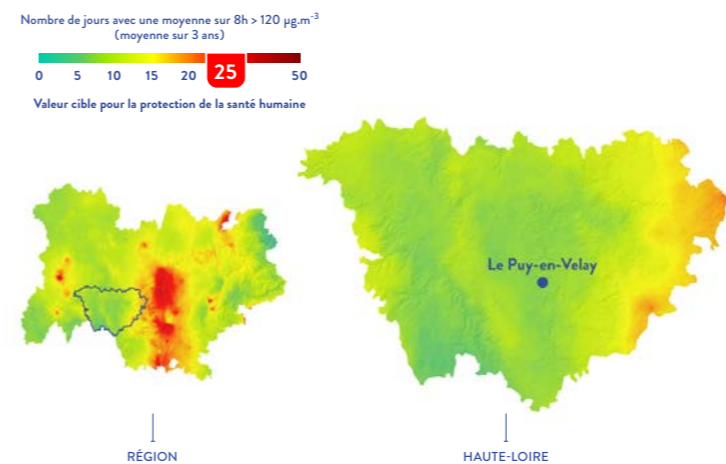 Nombre de jours avec une moyenne sur 8h > 120 µg.m⁻³
(moyenne sur 3 ans)
0 5 10 15 20 25 50
Valeur cible pour la protection de la santé humaine
Le Puy-en-Velay
RÉGION
HAUTE-LOIRE